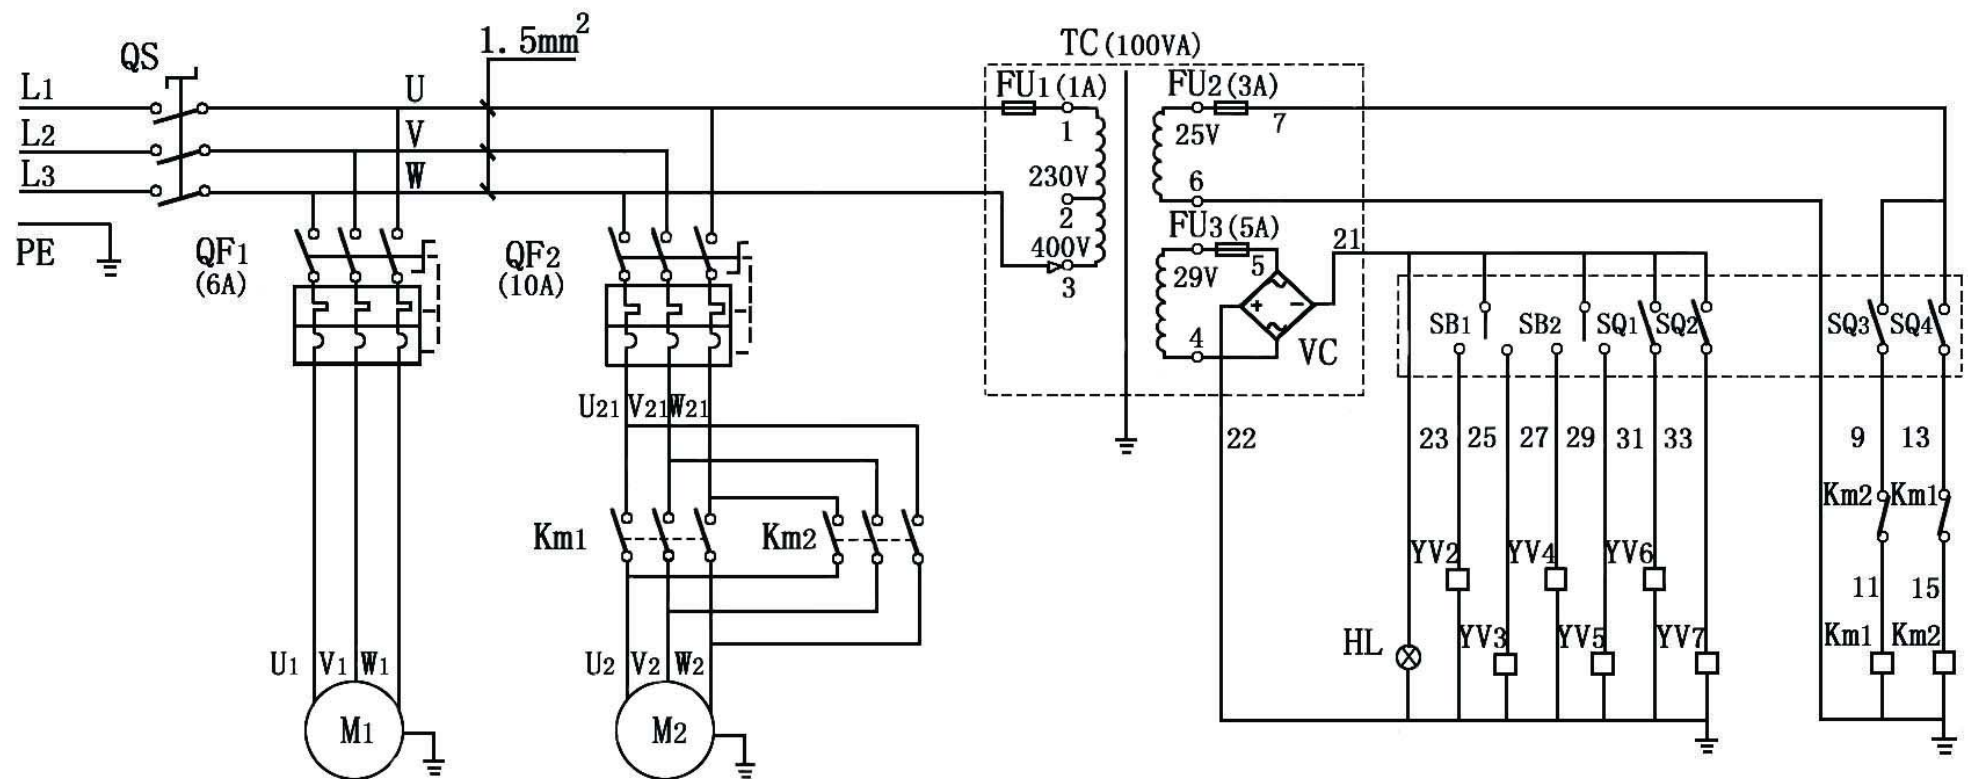 QS
1.5mm²
TC(100VA)
L1
U
FU1(1A)
FU2(3A)
1
25V
7
L2
V
L3
W
230V
6
2
PE
QF1
(6A)
QF2
(10A)
400V
3
FU3(5A)
21
5
29V
+
-
4
VC
SB1
SB2
SQ1
SQ2
SQ3
SQ4
U21
V21
W21
22
23
25
27
29
31
33
9
13
Km1
Km2
Km2
Km1
YV2
YV4
YV6
11
15
HL
YV3
YV5
YV7
Km1
Km2
U1
V1
W1
U2
V2
W2
M1
M2